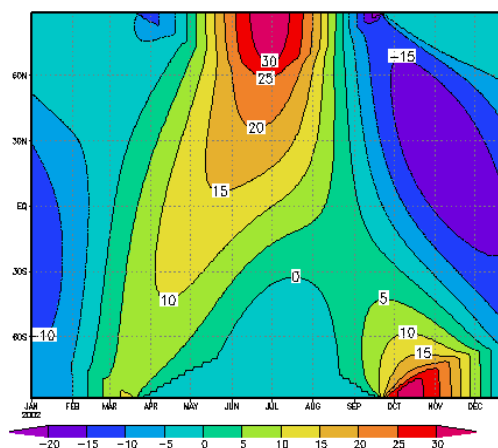 -15
60N
30
25
20
30N
15
EQ
10
0
30S
5
-10
10
60S
15
JAN FEB MAR APR MAY JUN JUL AUG SEP OCT NOV DEC
2002
-20 -15 -10 -5 0 5 10 15 20 25 30